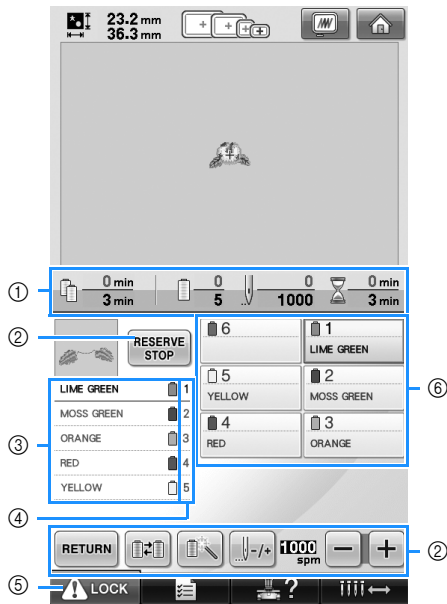 23.2 mm
36.3 mm
① 0 min 0 0 0 min
3 min 5 1000 3 min
② RESERVE STOP
6
1 LIME GREEN
5 YELLOW
2 MOSS GREEN
4 RED
3 ORANGE
⑥
③
LIME GREEN 1
MOSS GREEN 2
ORANGE 3
RED 4
YELLOW 5
④
RETURN -/+ 1000 spm − + ②
⑤ LOCK ?